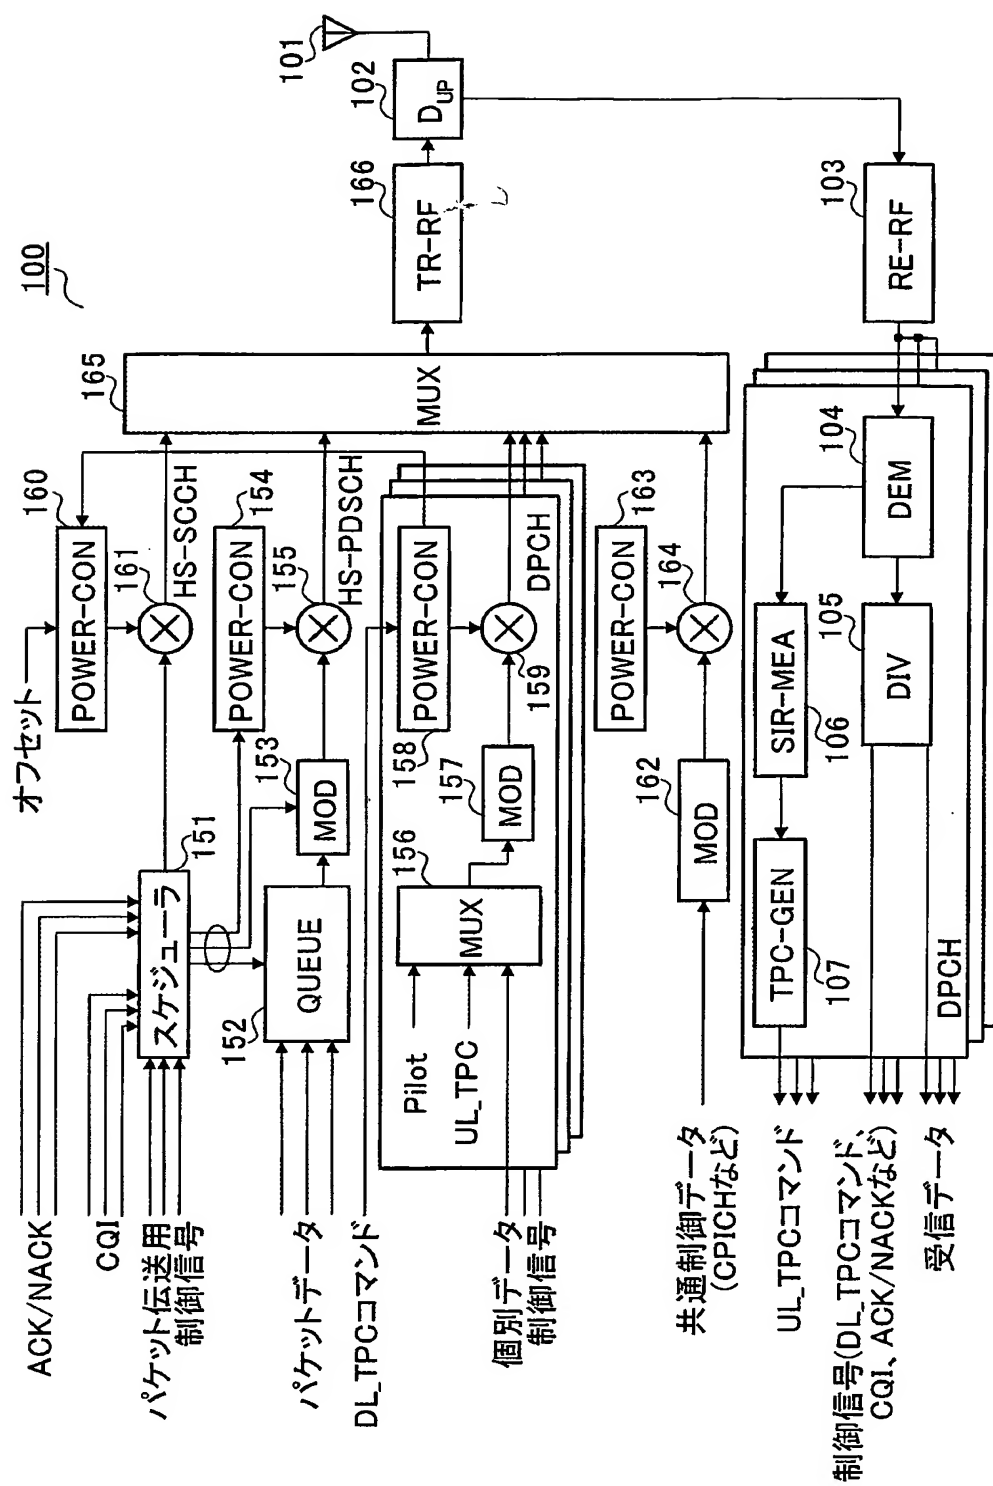 100
オフセット
ACK/NACK
CQI
パケット伝送用
制御信号
スケジューラ
151
POWER-CON
160
161
HS-SCCH
パケットデータ
152
QUEUE
153
MOD
POWER-CON
154
155
HS-PDSCH
DL_TPCコマンド
個別データ
制御信号
Pilot
UL_TPC
156
MUX
157
MOD
158
POWER-CON
159
DPCH
共通制御データ
(CPICHなど)
162
MOD
POWER-CON
163
164
165
MUX
166
TR-RF
102
DUP
101
103
RE-RF
104
DEM
105
DIV
SIR-MEA
106
TPC-GEN
107
DPCH
UL_TPCコマンド
制御信号(DL_TPCコマンド、
CQI、ACK/NACKなど)
受信データ